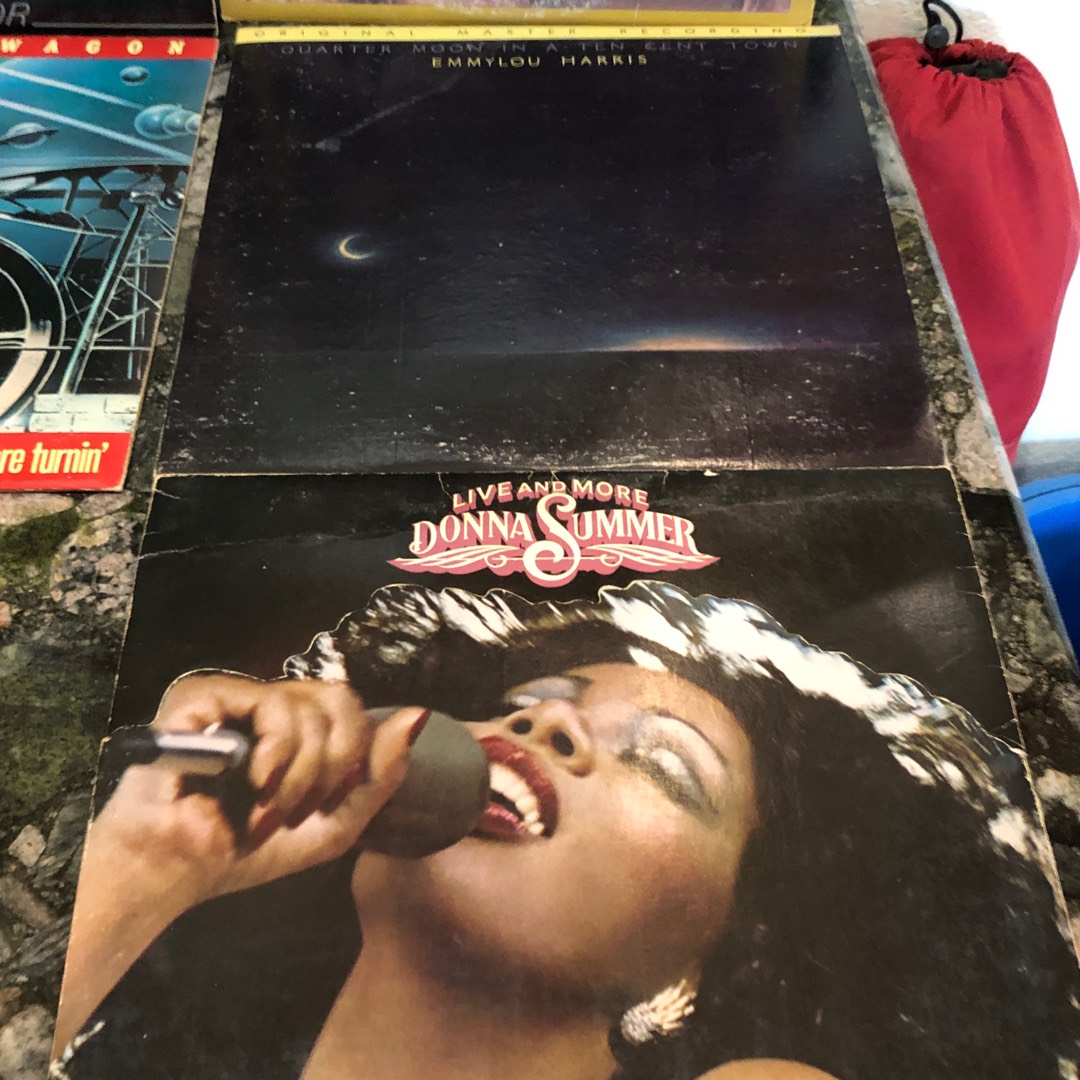 OR
WAGON
re turnin'
ORIGINAL MASTER RECORDING
QUARTER MOON IN A TEN CENT TOWN
EMMYLOU HARRIS
LIVE AND MORE
DONNA SUMMER